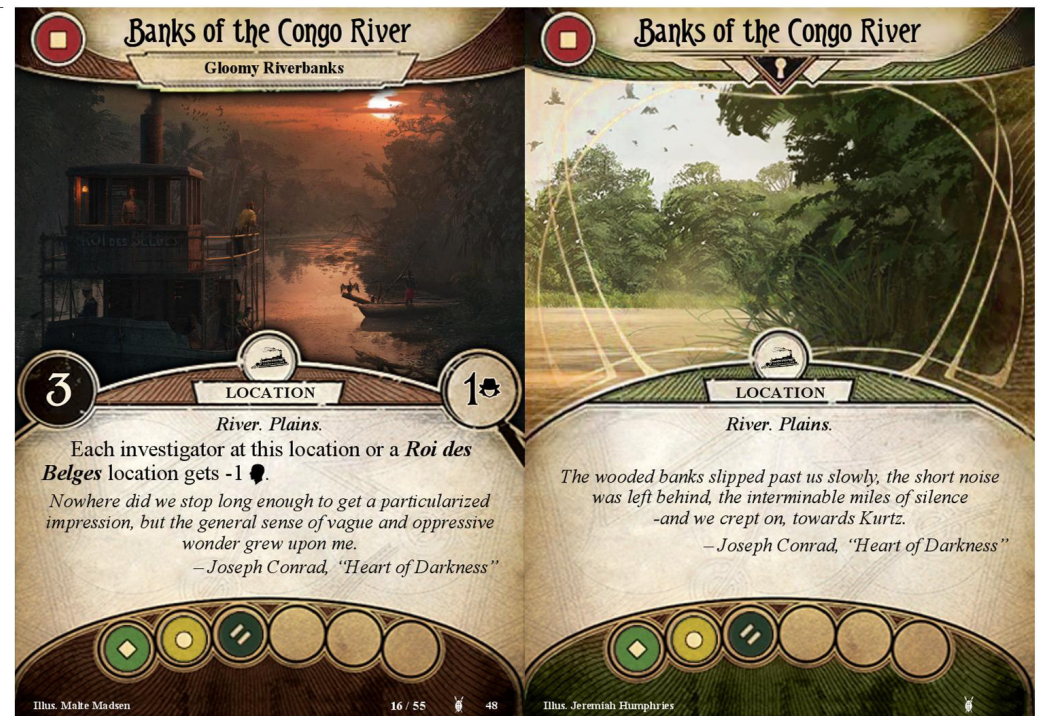 Banks of the Congo River
Gloomy Riverbanks
ROI DES BELGES
3
1
LOCATION
River. Plains.
Each investigator at this location or a Roi des
Belges location gets -1 .
Nowhere did we stop long enough to get a particularized
impression, but the general sense of vague and oppressive
wonder grew upon me.
– Joseph Conrad, “Heart of Darkness”
Illus. Malte Madsen
16 / 55
48
Banks of the Congo River
LOCATION
River. Plains.
The wooded banks slipped past us slowly, the short noise
was left behind, the interminable miles of silence
-and we crept on, towards Kurtz.
– Joseph Conrad, “Heart of Darkness”
Illus. Jeremiah Humphries